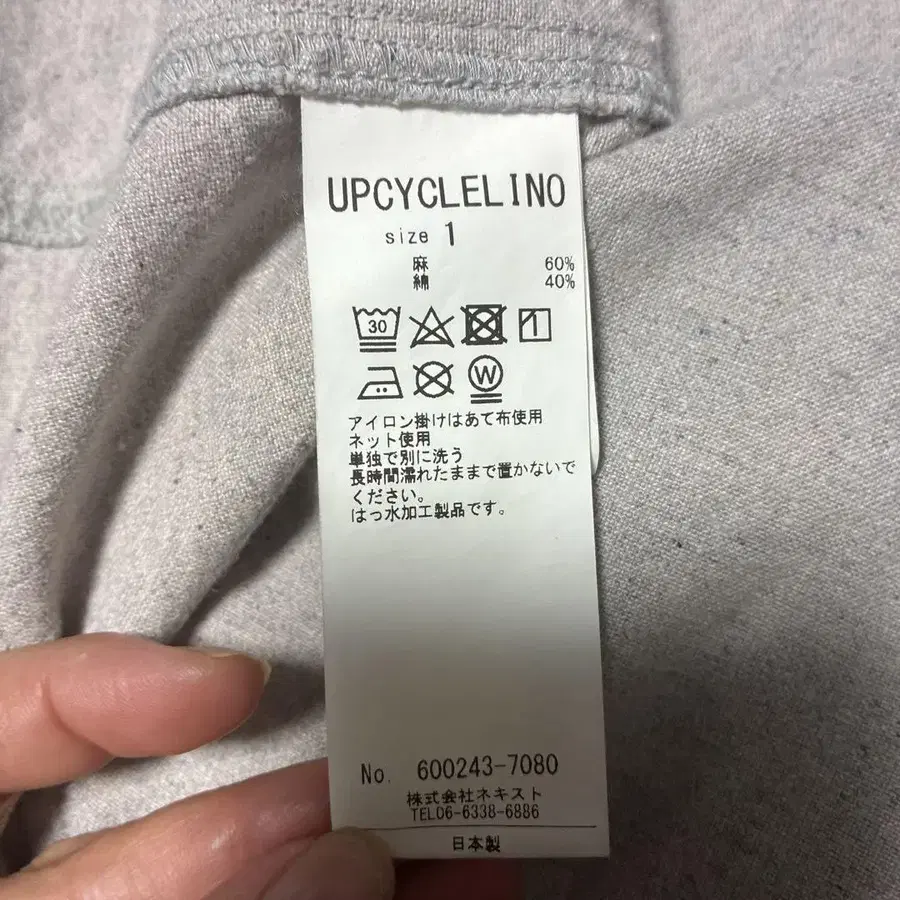 UPCYCLELINO
size 1
麻 60%
綿 40%
30
W
アイロン掛けはあて布使用
ネット使用
単独で別に洗う
長時間濡れたままで置かないで
ください。
はっ水加工製品です。
No. 600243-7080
株式会社ネキスト
TEL06-6338-6886
日本製